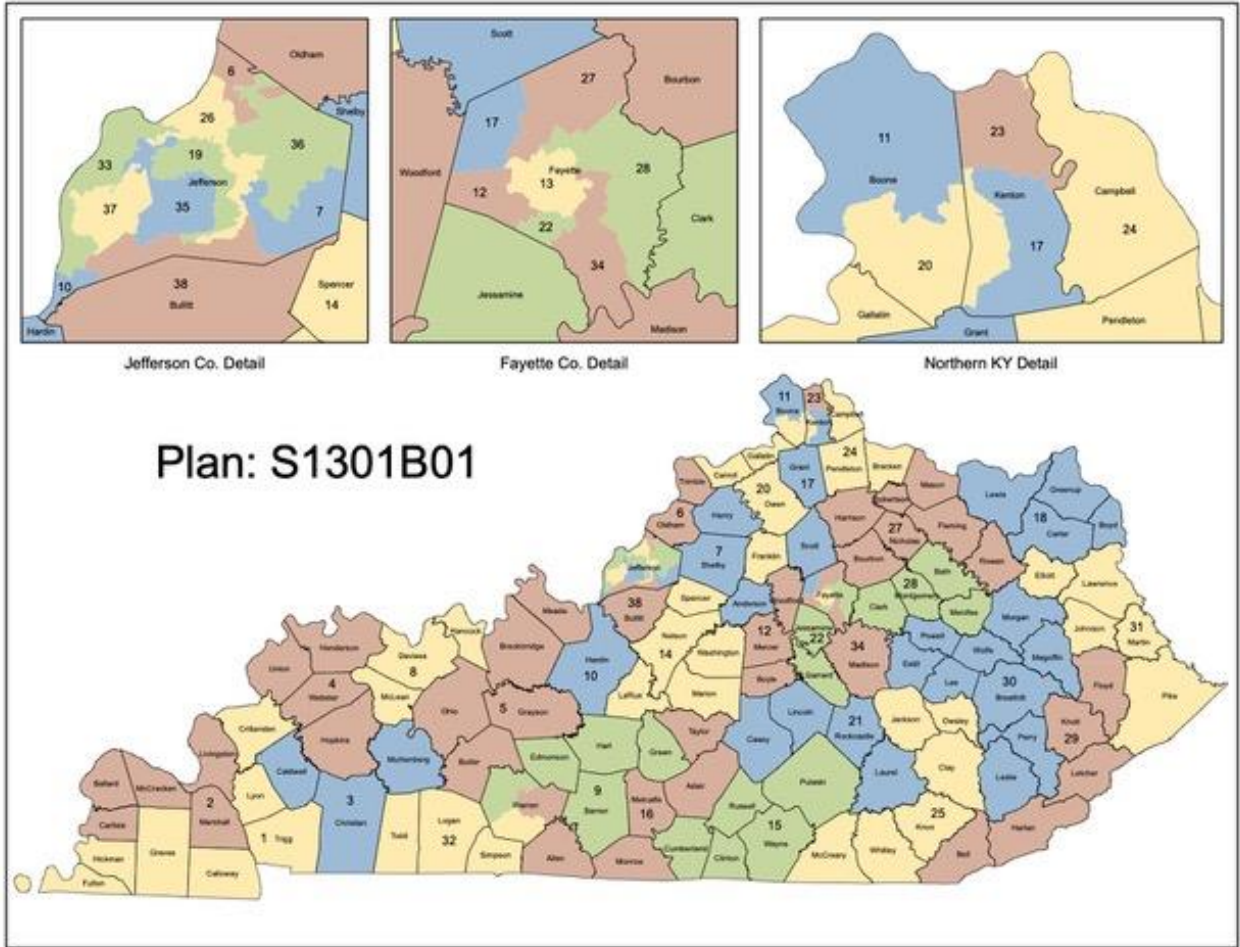 Oldham
6
Shelby
26
36
33
19
Jefferson
37
35
7
10
38
Bullitt
Spencer
14
Hardin
Jefferson Co. Detail
Scott
27
Bourbon
17
Woodford
Fayette
28
12
13
Clark
22
34
Jessamine
Madison
Fayette Co. Detail
11
23
Boone
Kenton
Campbell
17
24
20
Gallatin
Grant
Pendleton
Northern KY Detail
Plan: S1301B01
11
23
Boone
Kenton
Campbell
Gallatin
24
Carroll
Grant
Pendleton
Bracken
Trimble
20
17
Owen
Mason
Lewis
Greenup
Robertson
6
Henry
Harrison
18
Boyd
Oldham
27
Fleming
Carter
Nicholas
7
Franklin
Scott
Bourbon
Rowan
Shelby
Jefferson
Bath
Elliott
Lawrence
28
Spencer
Anderson
Woodford
Fayette
Montgomery
38
Clark
Menifee
Morgan
Bullitt
Meade
Jessamine
Johnson
31
Hancock
Nelson
12
22
Powell
Martin
Breckinridge
14
Washington
Mercer
34
Wolfe
Magoffin
Henderson
Daviess
Hardin
Madison
Estill
Union
8
10
Boyle
Garrard
Lee
30
Floyd
Pike
4
McLean
LaRue
Marion
Breathitt
Webster
5
Ohio
Grayson
Lincoln
21
Jackson
Owsley
Knott
Crittenden
Taylor
Casey
Rockcastle
Perry
29
Hopkins
Hart
Green
Livingston
Muhlenberg
Butler
Edmonson
Clay
Leslie
Letcher
Caldwell
Laurel
Ballard
McCracken
Adair
Pulaski
9
Metcalfe
Lyon
3
Warren
Barren
16
Russell
25
2
Christian
Logan
15
Knox
Carlisle
Marshall
Harlan
1
Trigg
Todd
32
Wayne
Hickman
Graves
Simpson
Cumberland
McCreary
Whitley
Bell
Allen
Monroe
Clinton
Calloway
Fulton